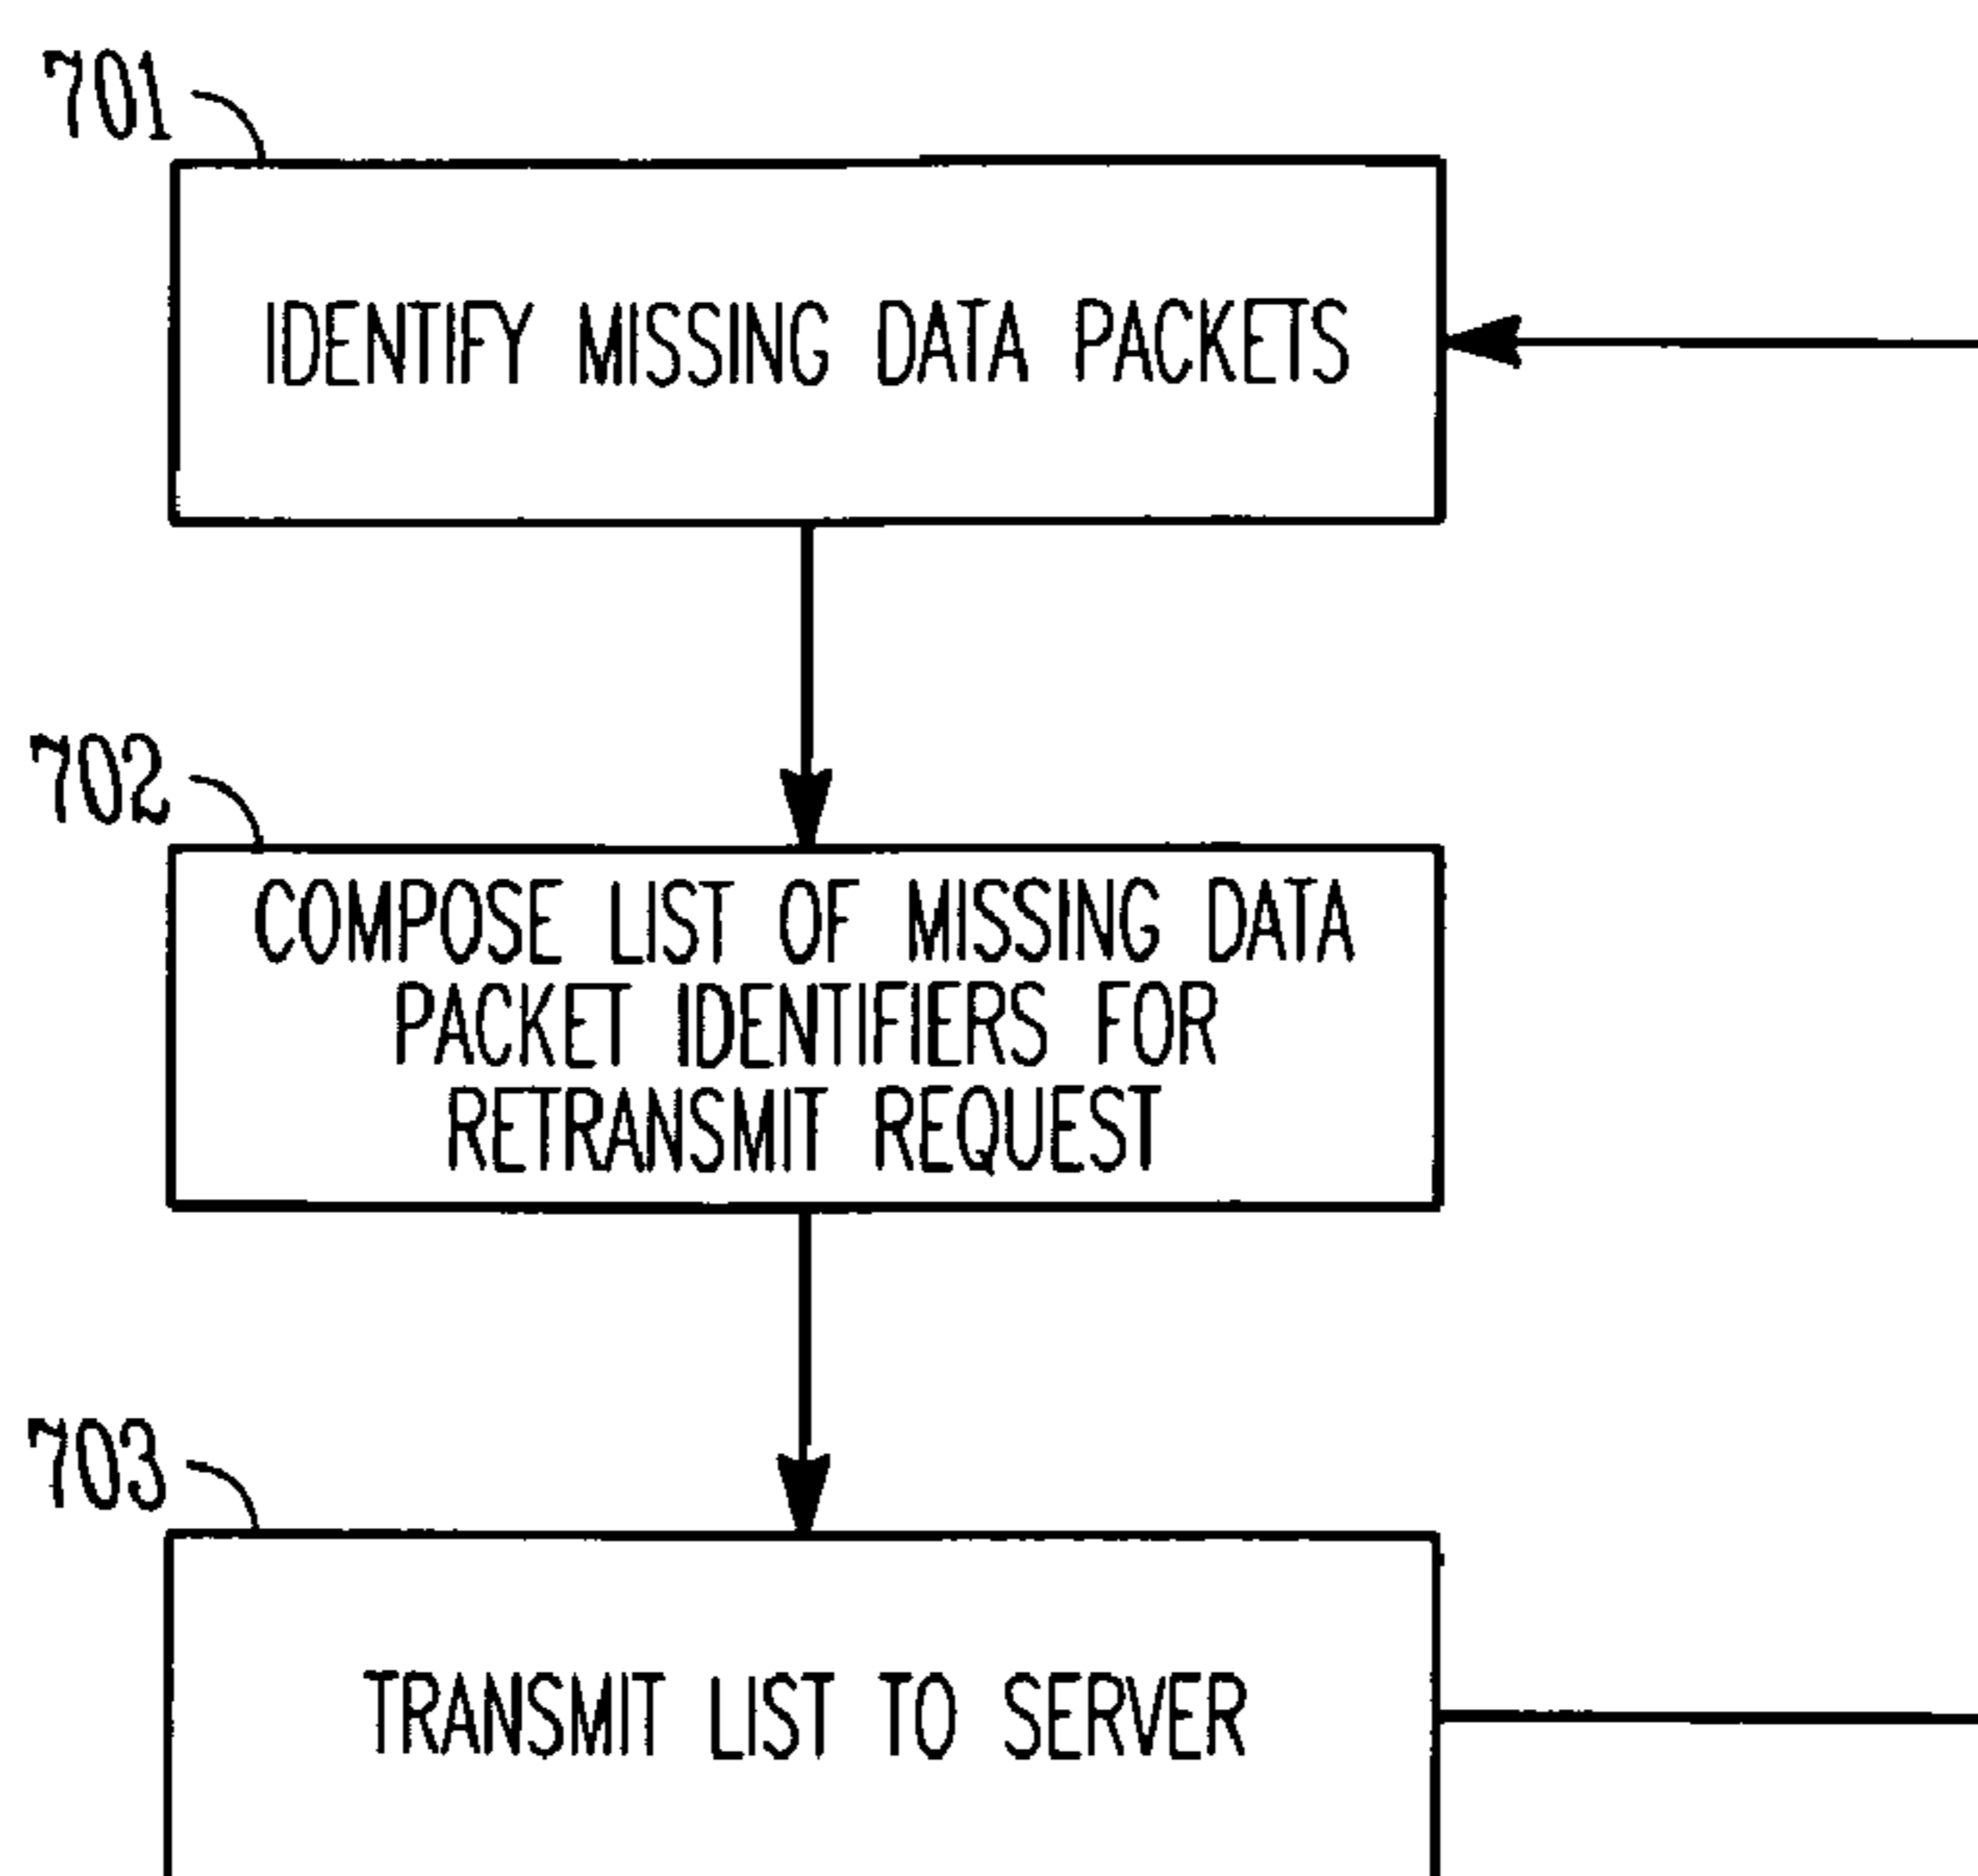 701
IDENTIFY MISSING DATA PACKETS
702
COMPOSE LIST OF MISSING DATA
PACKET IDENTIFIERS FOR
RETRANSMIT REQUEST
703
TRANSMIT LIST TO SERVER